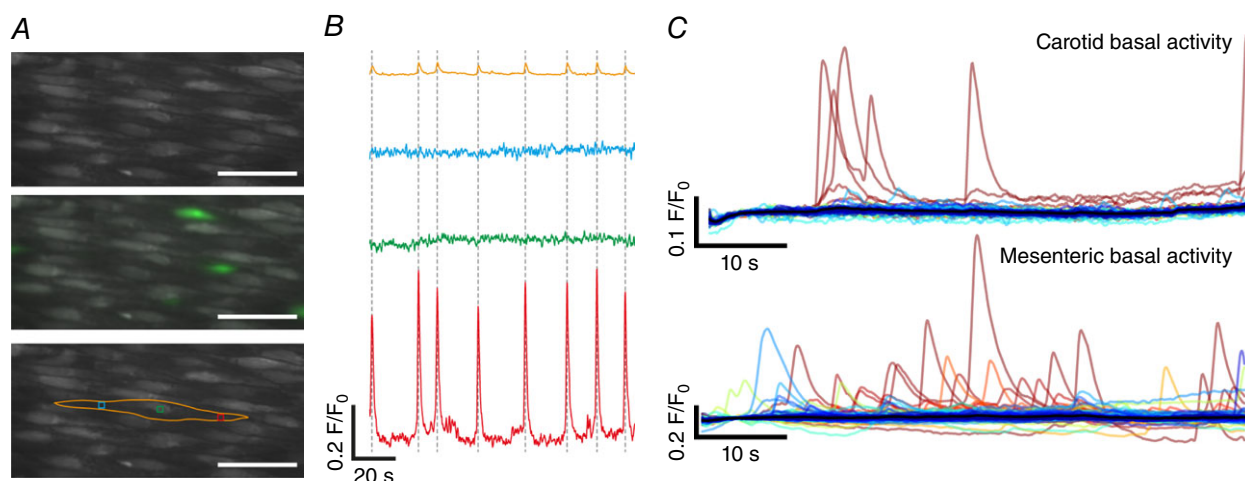 A
B
C
Carotid basal activity
0.1 F/F0
10 s
Mesenteric basal activity
0.2 F/F0
20 s
0.2 F/F0
10 s